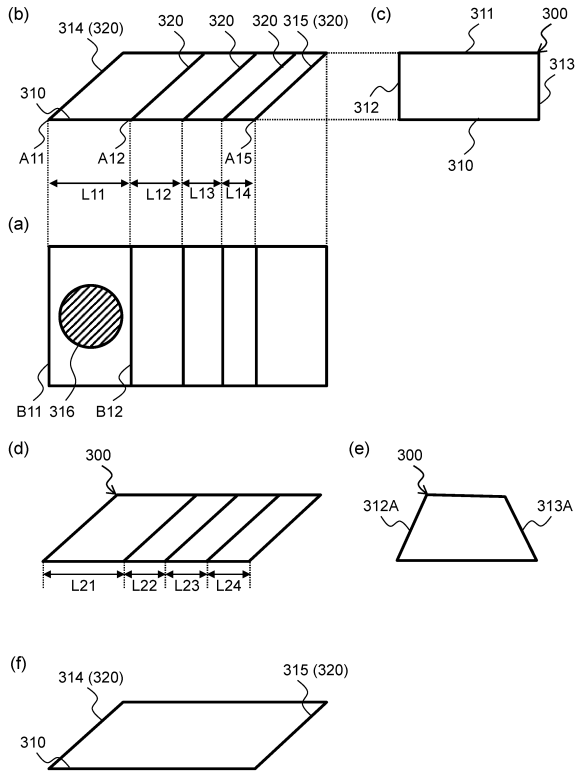 (b)
314 (320)
320
320
320
315 (320)
310
A11
A12
A15
L11
L12
L13
L14
(c)
311
300
312
313
310
(a)
B11
316
B12
(d)
300
L21
L22
L23
L24
(e)
300
312A
313A
(f)
314 (320)
315 (320)
310